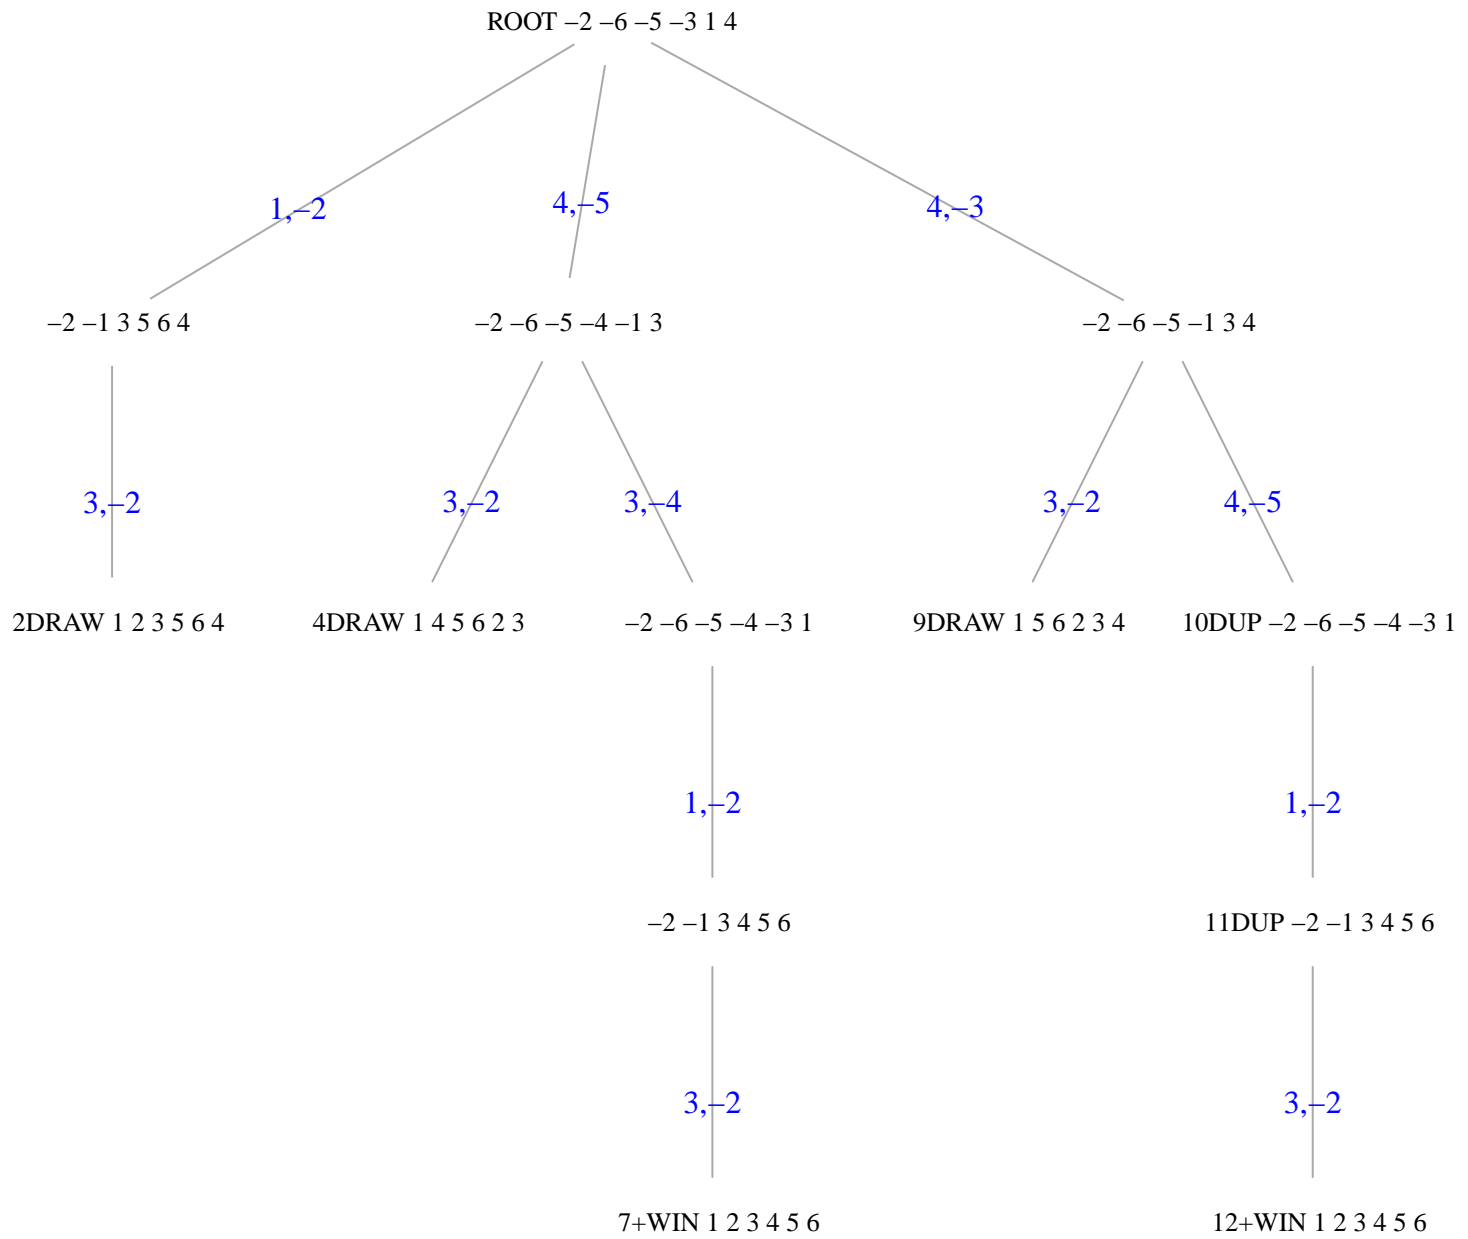 ROOT –2 –6 –5 –3 1 4
1,–2
4,–5
4,–3
–2 –1 3 5 6 4
–2 –6 –5 –4 –1 3
–2 –6 –5 –1 3 4
3,–2
3,–2
3,–4
3,–2
4,–5
2DRAW 1 2 3 5 6 4
4DRAW 1 4 5 6 2 3
–2 –6 –5 –4 –3 1
9DRAW 1 5 6 2 3 4
10DUP –2 –6 –5 –4 –3 1
1,–2
1,–2
–2 –1 3 4 5 6
11DUP –2 –1 3 4 5 6
3,–2
3,–2
7+WIN 1 2 3 4 5 6
12+WIN 1 2 3 4 5 6